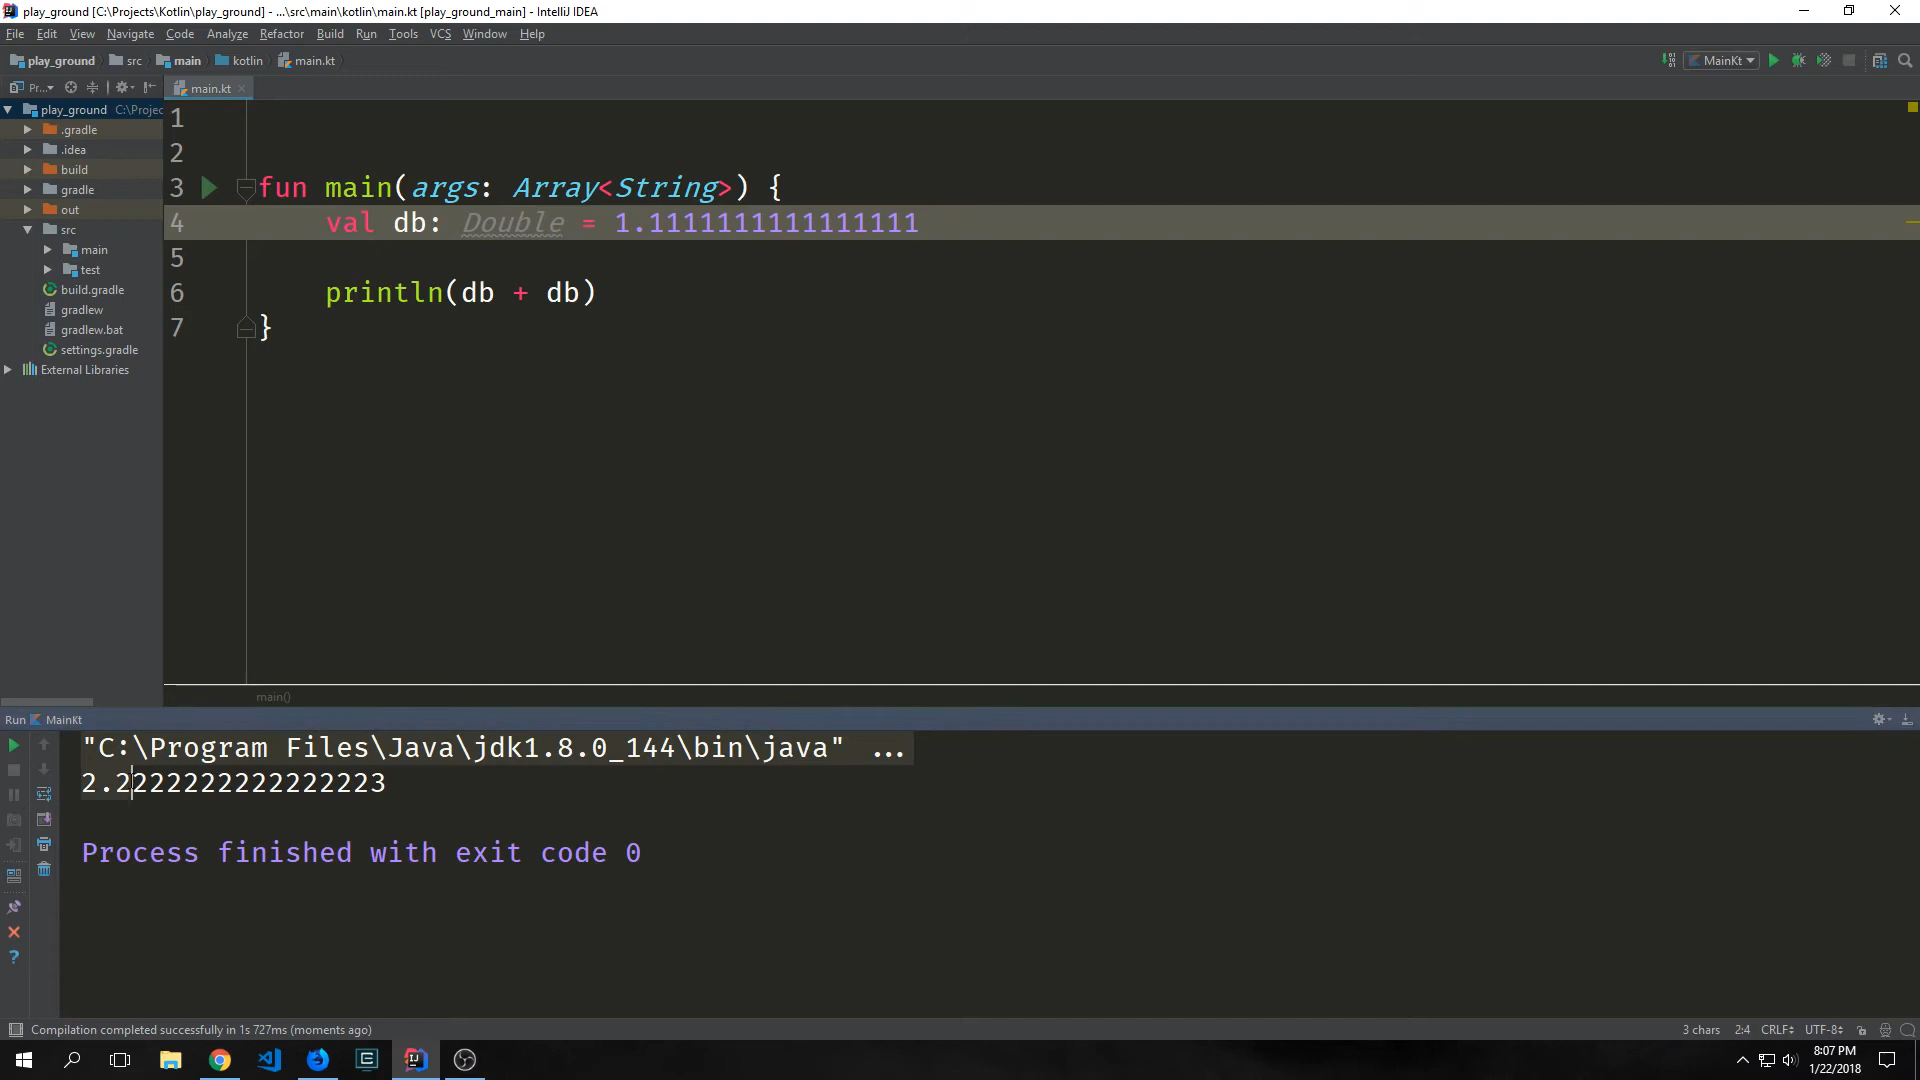 play_ground [C:\Projects\Kotlin\play_ground] - ...\src\main\kotlin\main.kt [play_ground_main] - IntelliJ IDEA
File Edit View Navigate Code Analyze Refactor Build Run Tools VCS Window Help
play_ground src main kotlin main.kt MainKt
Pr... main.kt
play_ground C:\Projec
.gradle
.idea
build
gradle
out
src
main
test
build.gradle
gradlew
gradlew.bat
settings.gradle
External Libraries
1
2
3 fun main(args: Array<String>) {
4 val db: Double = 1.1111111111111111
5
6 println(db + db)
7 }
main()
Run MainKt
"C:\Program Files\Java\jdk1.8.0_144\bin\java" ...
2.2222222222222223
Process finished with exit code 0
?
Compilation completed successfully in 1s 727ms (moments ago) 3 chars 2:4 CRLF UTF-8
8:07 PM
1/22/2018